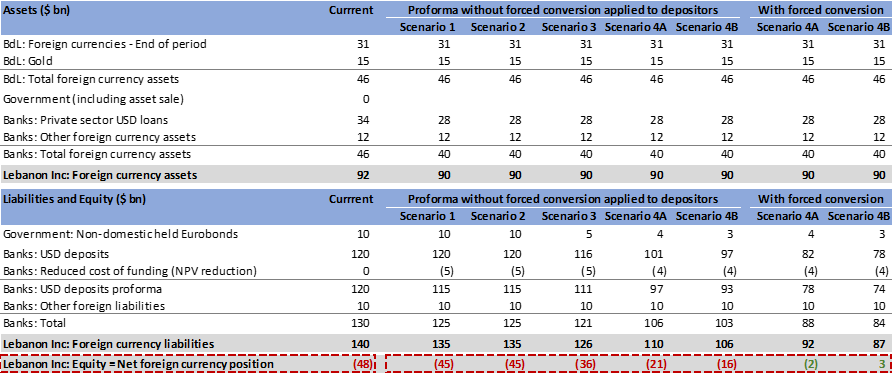 Assets ($ bn) Currrent Proforma without forced conversion applied to depositors With forced conversion
Scenario 1 Scenario 2 Scenario 3 Scenario 4A Scenario 4B Scenario 4A Scenario 4B
BdL: Foreign currencies - End of period 31 31 31 31 31 31 31 31
BdL: Gold 15 15 15 15 15 15 15 15
BdL: Total foreign currency assets 46 46 46 46 46 46 46 46
Government (including asset sale) 0
Banks: Private sector USD loans 34 28 28 28 28 28 28 28
Banks: Other foreign currency assets 12 12 12 12 12 12 12 12
Banks: Total foreign currency assets 46 40 40 40 40 40 40 40
Lebanon Inc: Foreign currency assets 92 90 90 90 90 90 90 90
Liabilities and Equity ($ bn) Currrent Proforma without forced conversion applied to depositors With forced conversion
Scenario 1 Scenario 2 Scenario 3 Scenario 4A Scenario 4B Scenario 4A Scenario 4B
Government: Non-domestic held Eurobonds 10 10 10 5 4 3 4 3
Banks: USD deposits 120 120 120 116 101 97 82 78
Banks: Reduced cost of funding (NPV reduction) 0 (5) (5) (5) (4) (4) (4) (4)
Banks: USD deposits proforma 120 115 115 111 97 93 78 74
Banks: Other foreign liabilities 10 10 10 10 10 10 10 10
Banks: Total 130 125 125 121 106 103 88 84
Lebanon Inc: Foreign currency liabilities 140 135 135 126 110 106 92 87
Lebanon Inc: Equity = Net foreign currency position (48) (45) (45) (36) (21) (16) (2) 3